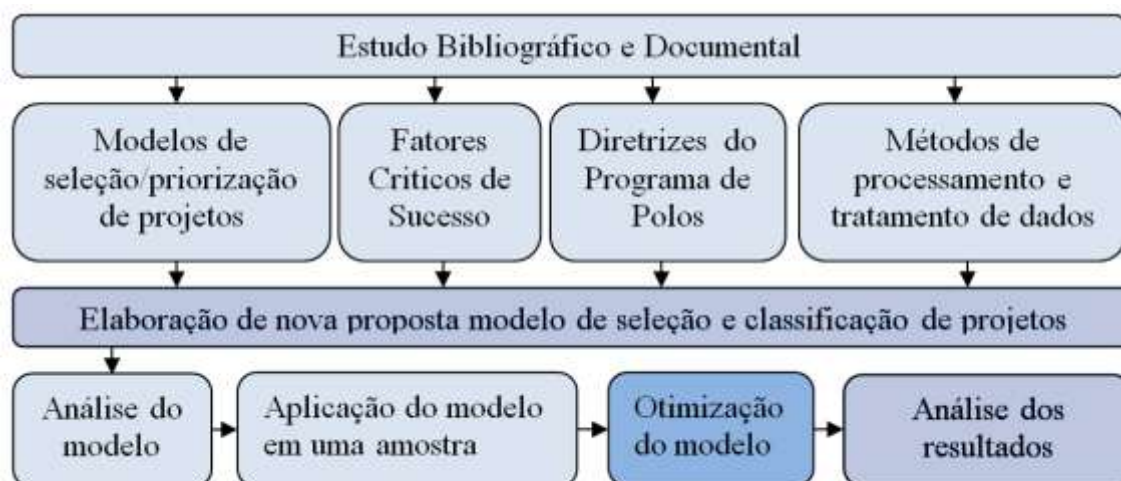 Estudo Bibliográfico e Documental
Modelos de
seleção/priorização
de projetos
Fatores
Criticos de
Sucesso
Diretrizes do
Programa de
Polos
Métodos de
processamento e
tratamento de dados
Elaboração de nova proposta modelo de seleção e classificação de projetos
Análise do
modelo
Aplicação do modelo
em uma amostra
Otimização
do modelo
Análise dos
resultados